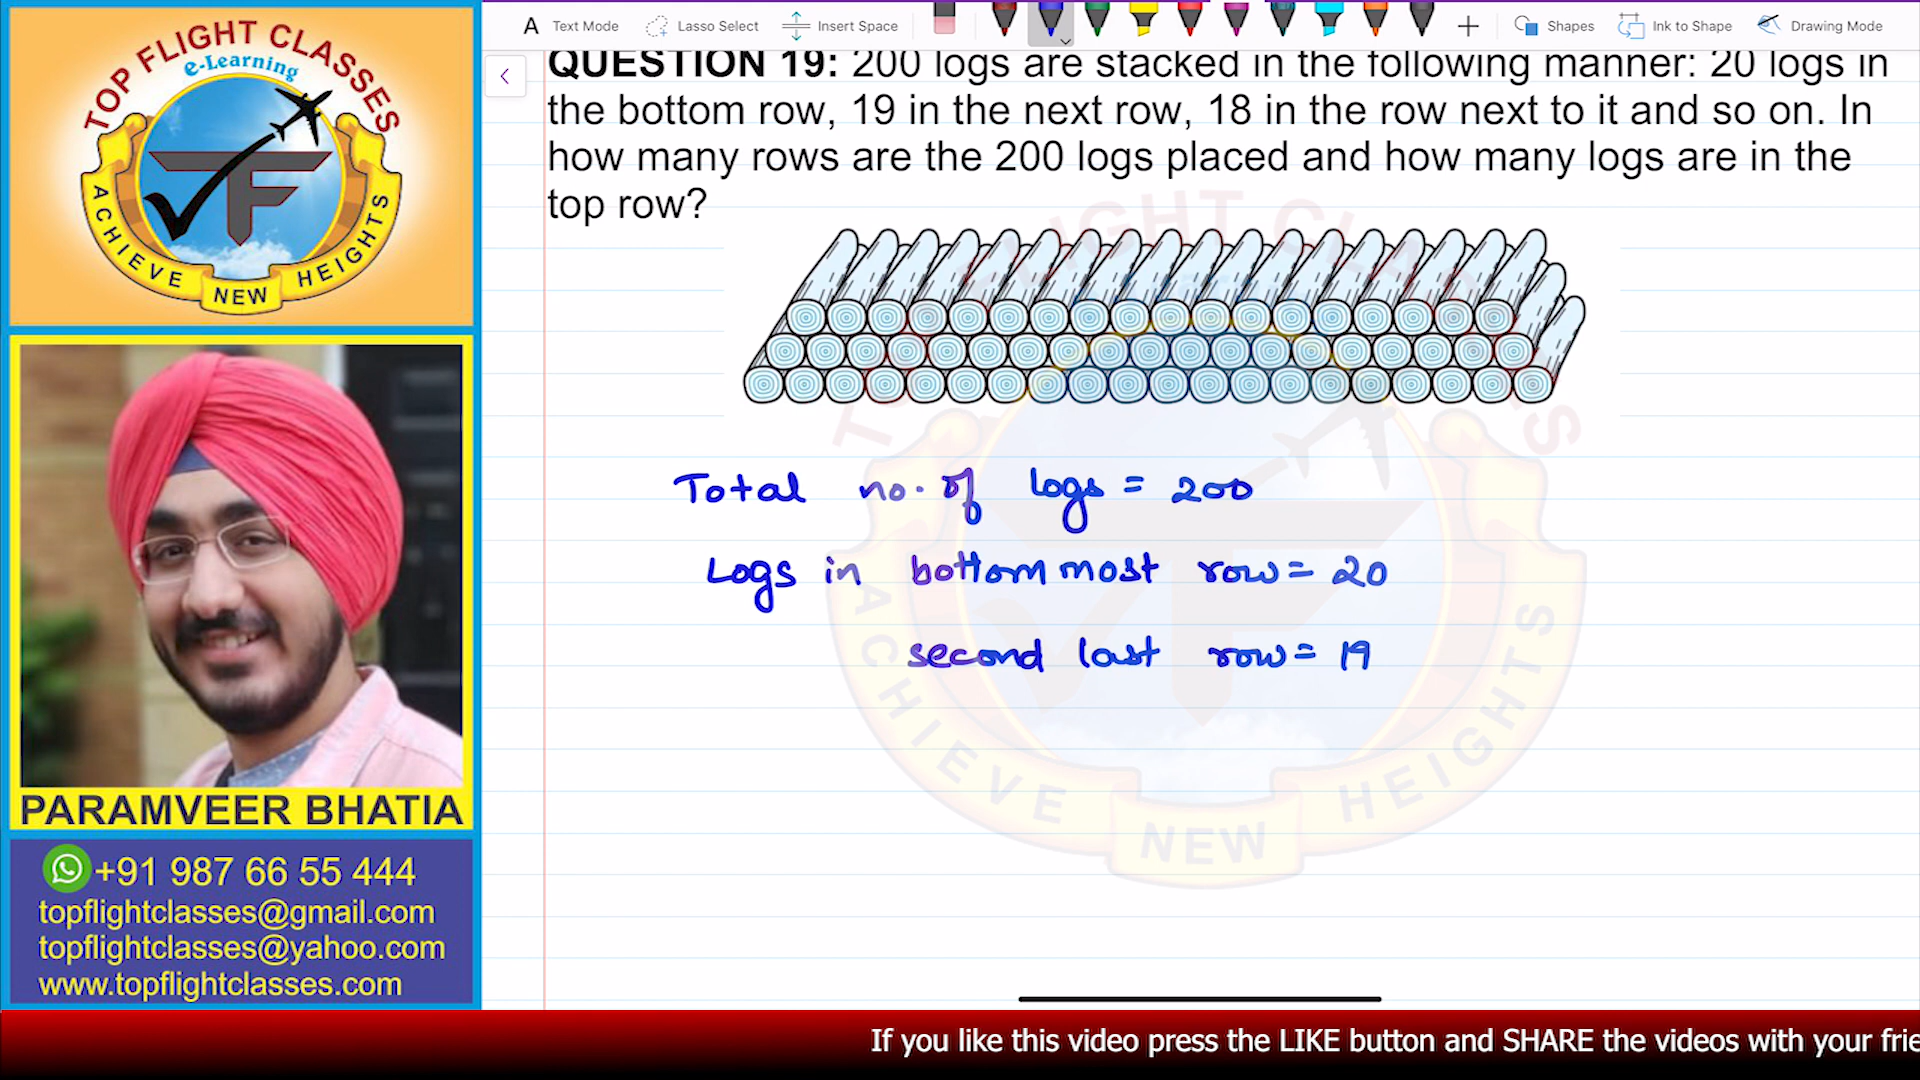 TOP FLIGHT CLASSES
e-Learning
TF
ACHIEVE NEW HEIGHTS
PARAMVEER BHATIA
+91 987 66 55 444
topflightclasses@gmail.com
topflightclasses@yahoo.com
www.topflightclasses.com
A Text Mode Lasso Select Insert Space Shapes Ink to Shape Drawing Mode
QUESTION 19: 200 logs are stacked in the following manner: 20 logs in
the bottom row, 19 in the next row, 18 in the row next to it and so on. In
how many rows are the 200 logs placed and how many logs are in the
top row?
Total no. of logs = 200
Logs in bottom most row = 20
second last row = 19
ACHIEVE NEW HEIGHTS
If you like this video press the LIKE button and SHARE the videos with your frie